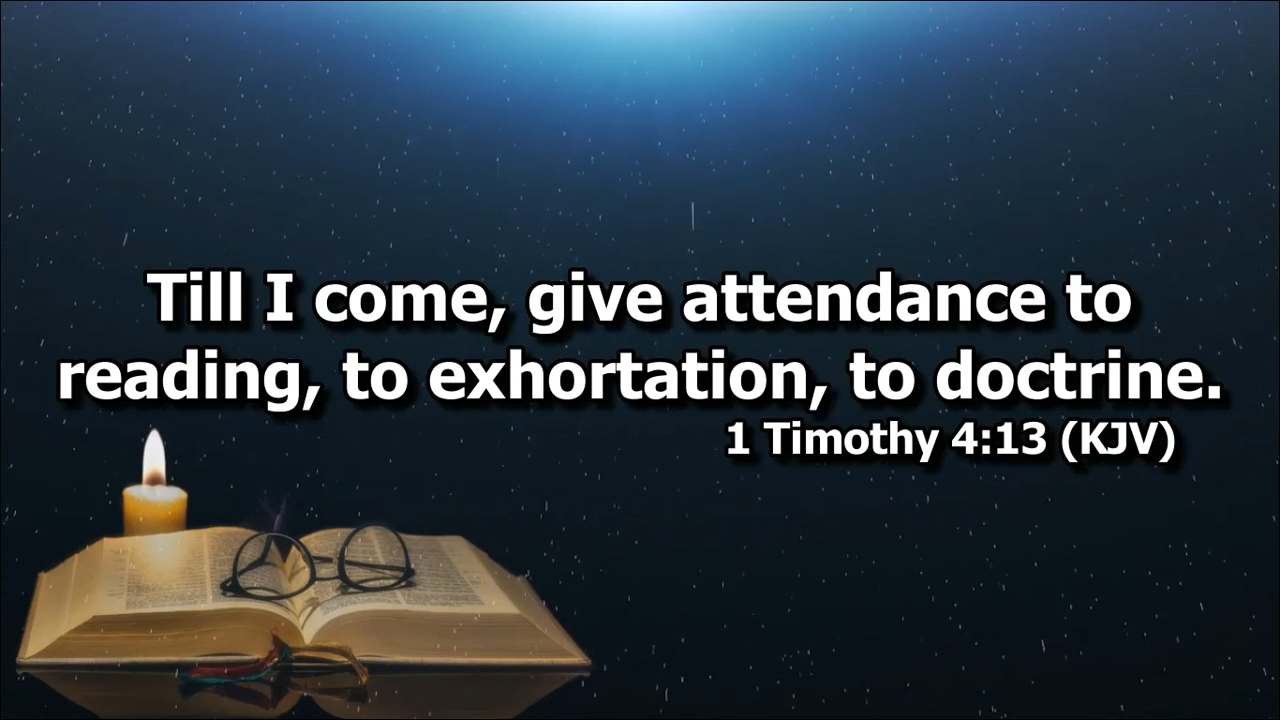 Till I come, give attendance to
reading, to exhortation, to doctrine.
1 Timothy 4:13 (KJV)